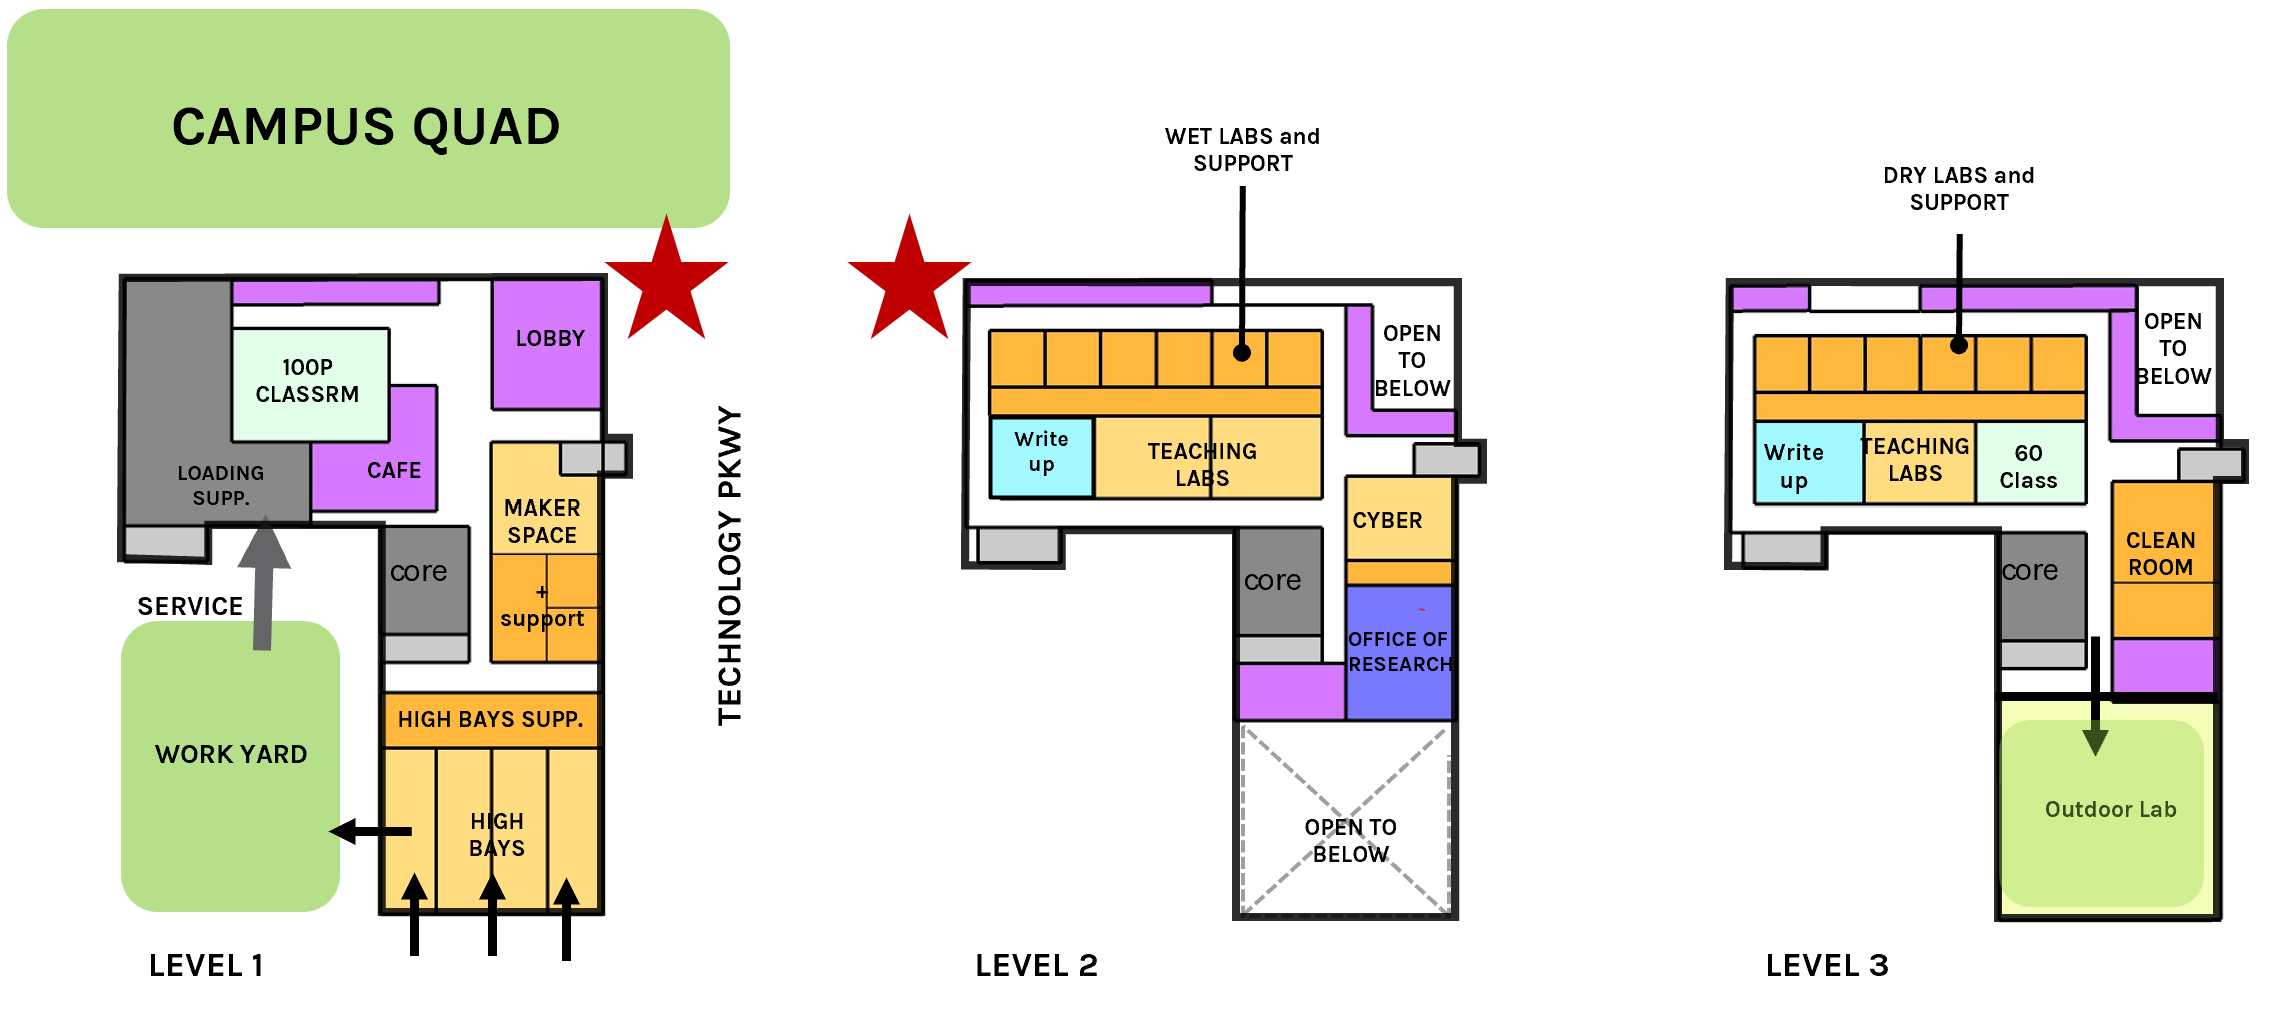 CAMPUS QUAD
LOBBY
100P
CLASSRM
CAFE
LOADING
SUPP.
MAKER
SPACE
+
support
core
SERVICE
HIGH BAYS SUPP.
WORK YARD
HIGH
BAYS
TECHNOLOGY PKWY
LEVEL 1
WET LABS and
SUPPORT
OPEN
TO
BELOW
Write
up
TEACHING
LABS
CYBER
core
OFFICE OF
RESEARCH
OPEN TO
BELOW
LEVEL 2
DRY LABS and
SUPPORT
OPEN
TO
BELOW
Write
up
TEACHING
LABS
60
Class
CLEAN
ROOM
core
Outdoor Lab
LEVEL 3